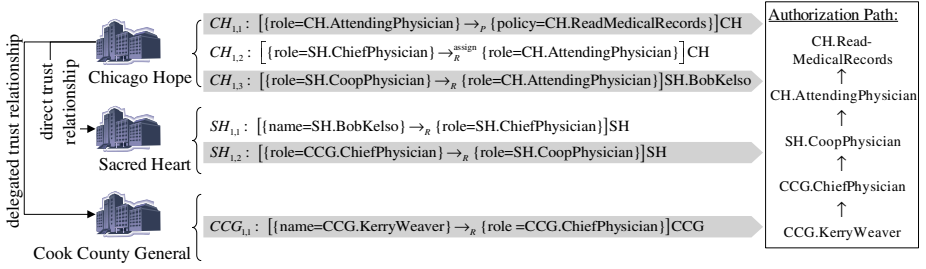 delegated trust relationship
direct trust relationship
Chicago Hope
CH1,1 : [{role=CH.AttendingPhysician} →P {policy=CH.ReadMedicalRecords}]CH
CH1,2 : [{role=SH.ChiefPhysician} →R assign {role=CH.AttendingPhysician}]CH
CH1,3 : [{role=SH.CoopPhysician} →R {role=CH.AttendingPhysician}]SH.BobKelso
Sacred Heart
SH1,1 : [{name=SH.BobKelso} →R {role=SH.ChiefPhysician}]SH
SH1,2 : [{role=CCG.ChiefPhysician} →R {role=SH.CoopPhysician}]SH
Cook County General
CCG1,1 : [{name=CCG.KerryWeaver} →R {role =CCG.ChiefPhysician}]CCG
Authorization Path:
CH.Read-
MedicalRecords
↑
CH.AttendingPhysician
↑
SH.CoopPhysician
↑
CCG.ChiefPhysician
↑
CCG.KerryWeaver